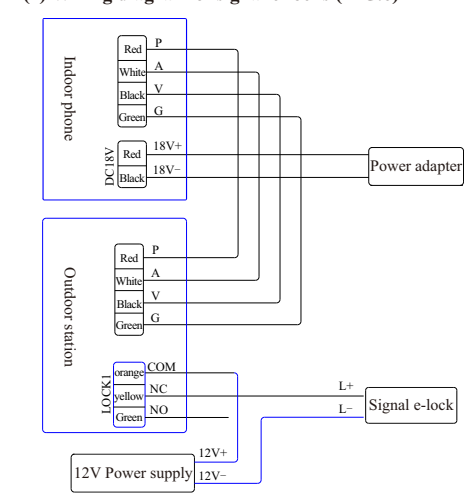 Indoor phone
Red P
White A
Black V
Green G
DC18V
Red 18V+
Black 18V−
Power adapter
Outdoor station
Red P
White A
Black V
Green G
LOCK1
orange COM
yellow NC
Green NO
L+
L−
Signal e-lock
12V Power supply
12V+
12V−